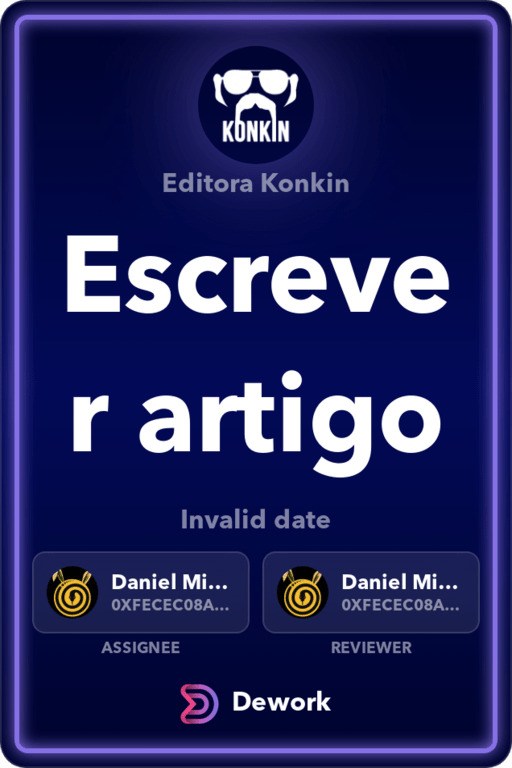 KONKIN
Editora Konkin
Escreve
r artigo
Invalid date
Daniel Mi...
0XFECEC08A...
ASSIGNEE
Daniel Mi...
0XFECEC08A...
REVIEWER
Dework